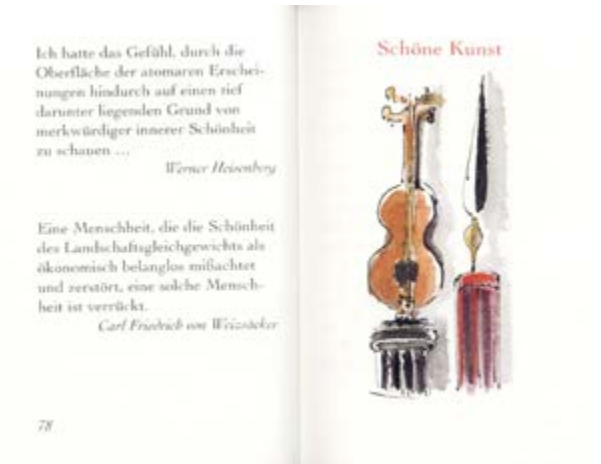 Ich hatte das Gefühl, durch die
Oberfläche der atomaren Erschei-
nungen hindurch auf einen tief
darunter liegenden Grund von
merkwürdiger innerer Schönheit
zu schauen ...
Werner Heisenberg
Eine Menschheit, die die Schönheit
des Landschaftsgleichgewichts als
ökonomisch belanglos mißachtet
und zerstört, eine solche Mensch-
heit ist verrückt.
Carl Friedrich von Weizsäcker
78
Schöne Kunst